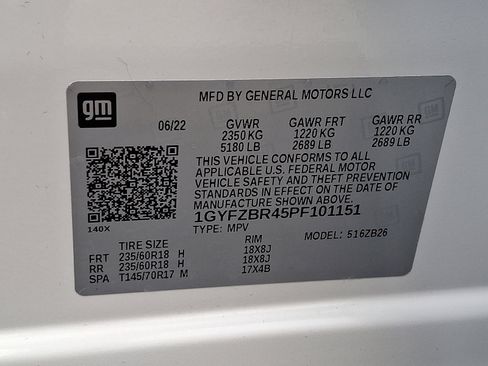 gm
MFD BY GENERAL MOTORS LLC
06/22 GVWR GAWR FRT GAWR RR
2350 KG 1220 KG 1220 KG
5180 LB 2689 LB 2689 LB
THIS VEHICLE CONFORMS TO ALL
APPLICABLE U.S. FEDERAL MOTOR
VEHICLE SAFETY AND THEFT PREVENTION
STANDARDS IN EFFECT ON THE DATE OF
MANUFACTURE SHOWN ABOVE.
1GYFZBR45PF101151
140X TYPE: MPV
TIRE SIZE RIM MODEL: 516ZB26
FRT 235/60R18 H 18X8J
RR 235/60R18 H 18X8J
SPA T145/70R17 M 17X4B